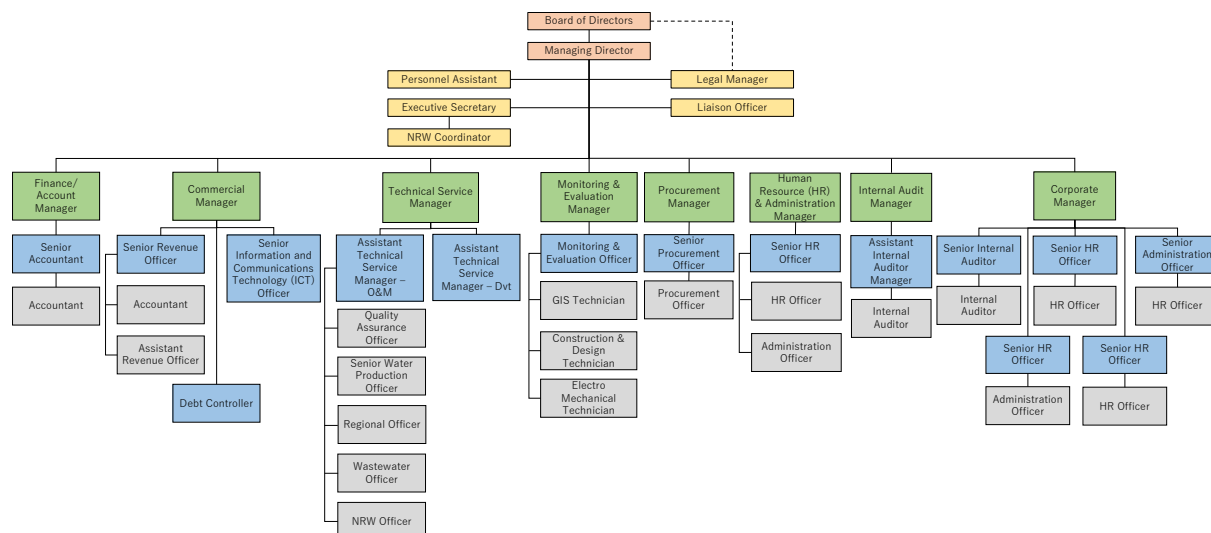 Board of Directors
Managing Director
Personnel Assistant
Legal Manager
Executive Secretary
Liaison Officer
NRW Coordinator
Finance/
Account
Manager
Commercial
Manager
Technical Service
Manager
Monitoring &
Evaluation
Manager
Procurement
Manager
Human
Resource (HR)
& Administration
Manager
Internal Audit
Manager
Corporate
Manager
Senior
Accountant
Accountant
Senior Revenue
Officer
Accountant
Assistant
Revenue Officer
Senior
Information and
Communications
Technology (ICT)
Officer
Debt Controller
Assistant
Technical
Service
Manager –
O&M
Quality
Assurance
Officer
Senior Water
Production
Officer
Regional Officer
Wastewater
Officer
NRW Officer
Assistant
Technical
Service
Manager – Dvt
Monitoring &
Evaluation Officer
GIS Technician
Construction &
Design
Technician
Electro
Mechanical
Technician
Senior
Procurement
Officer
Procurement
Officer
Senior HR
Officer
HR Officer
Administration
Officer
Assistant
Internal
Auditor
Manager
Internal
Auditor
Senior Internal
Auditor
Internal
Auditor
Senior HR
Officer
HR Officer
Senior
Administration
Officer
HR Officer
Senior HR
Officer
Administration
Officer
Senior HR
Officer
HR Officer